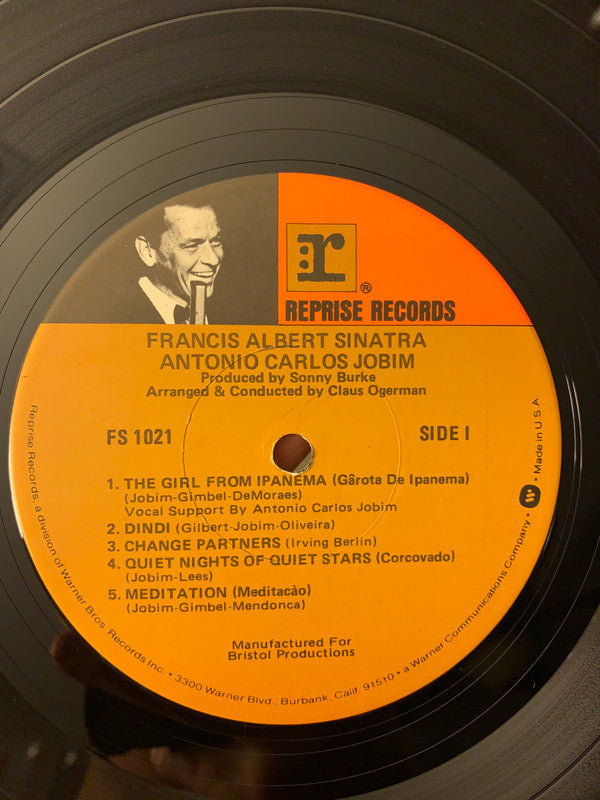 r
®
REPRISE RECORDS
FRANCIS ALBERT SINATRA
ANTONIO CARLOS JOBIM
Produced by Sonny Burke
Arranged & Conducted by Claus Ogerman
FS 1021
SIDE I
1. THE GIRL FROM IPANEMA (Gârota De Ipanema)
(Jobim-Gimbel-DeMoraes)
Vocal Support By Antonio Carlos Jobim
2. DINDI (Gilbert-Jobim-Oliveira)
3. CHANGE PARTNERS (Irving Berlin)
4. QUIET NIGHTS OF QUIET STARS (Corcovado)
(Jobim-Lees)
5. MEDITATION (Meditacào)
(Jobim-Gimbel-Mendonca)
Manufactured For
Bristol Productions
Reprise Records, a division of Warner Bros. Records Inc. • 3300 Warner Blvd., Burbank, Calif. 91510 • a Warner Communications Company • W • Made in U.S.A.